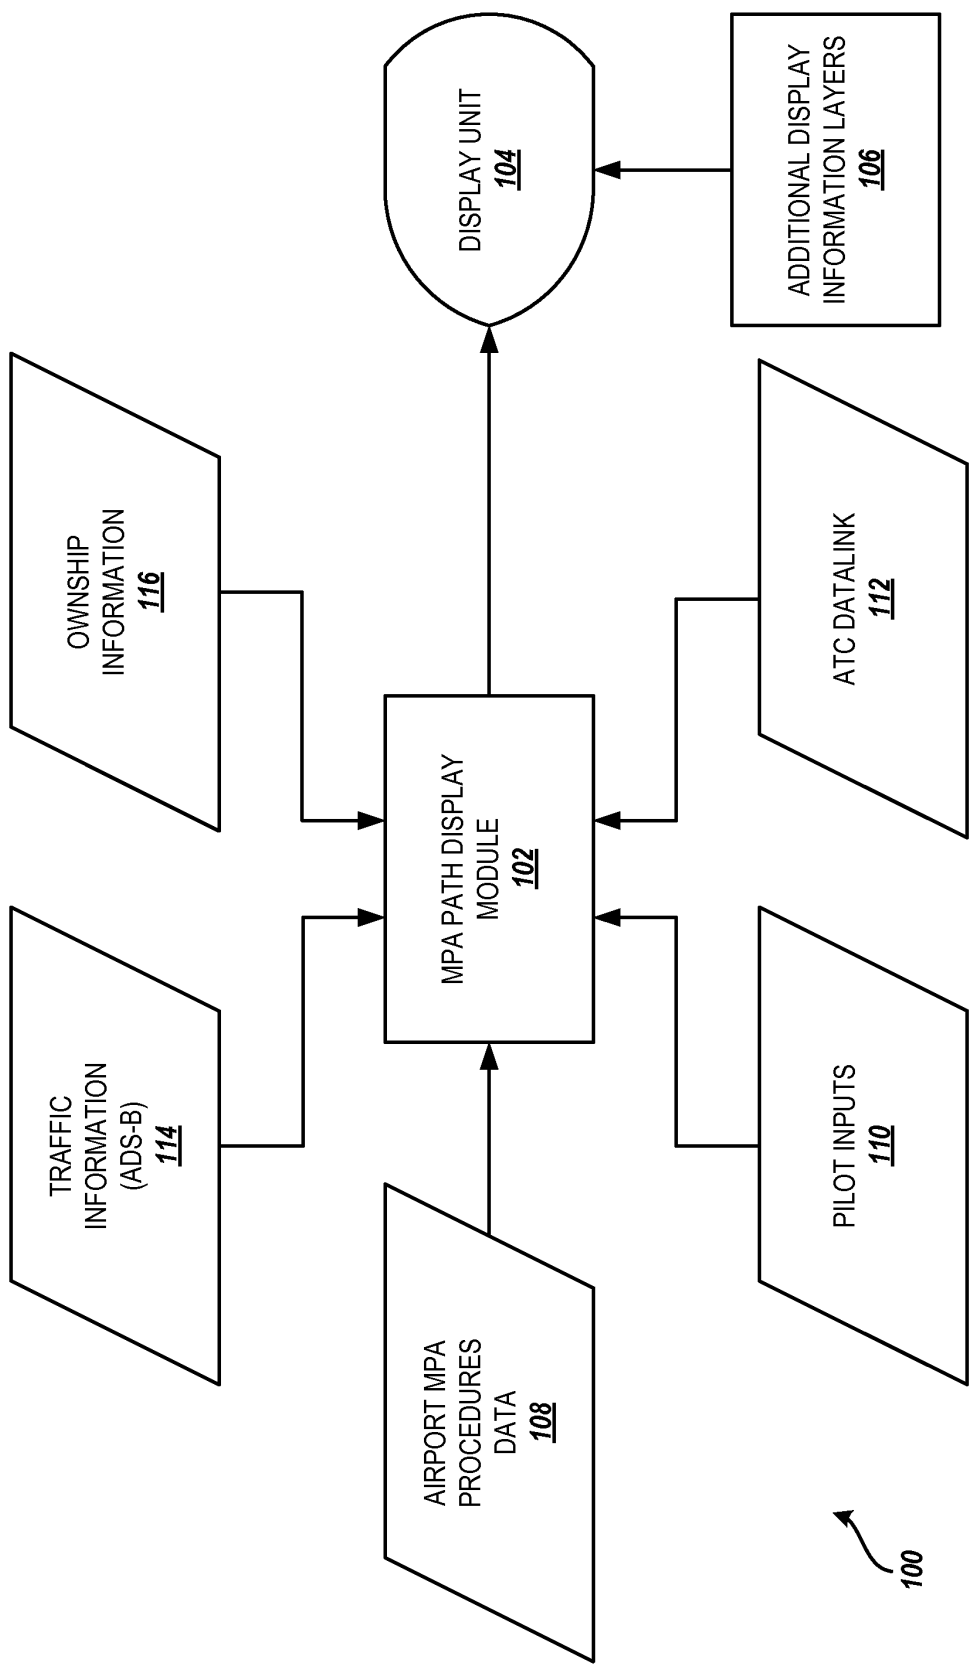 TRAFFIC
INFORMATION
(ADS-B)
114
OWNSHIP
INFORMATION
116
AIRPORT MPA
PROCEDURES
DATA
108
MPA PATH DISPLAY
MODULE
102
DISPLAY UNIT
104
PILOT INPUTS
110
ATC DATALINK
112
ADDITIONAL DISPLAY
INFORMATION LAYERS
106
100